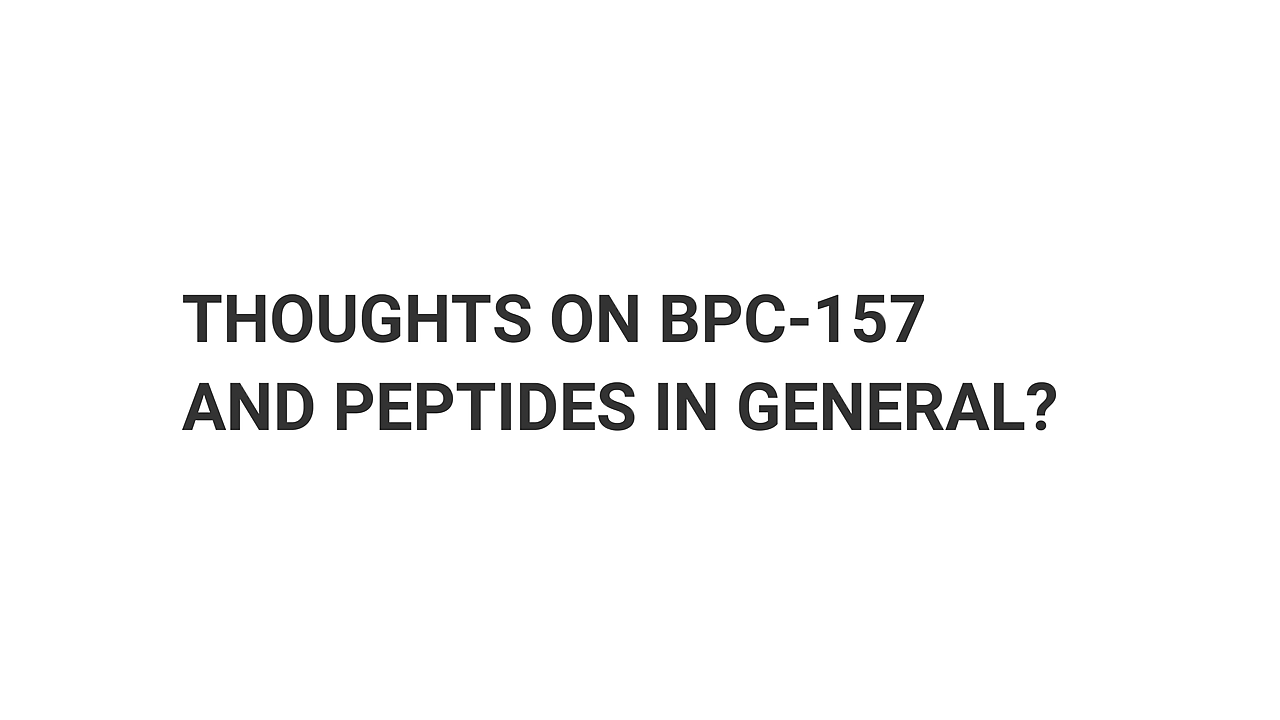 THOUGHTS ON BPC-157
AND PEPTIDES IN GENERAL?